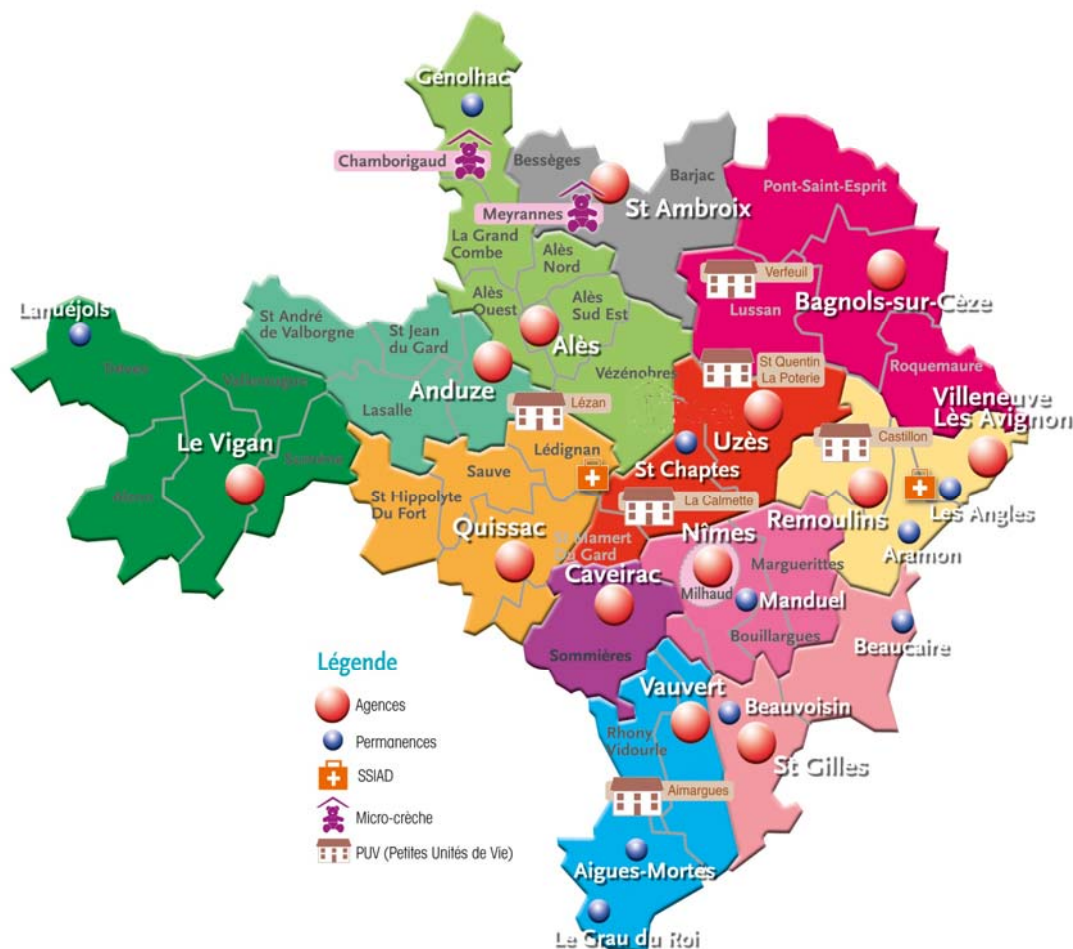 Génolhac
Chamborigaud
Bessèges
Barjac
Meyrannes
St Ambroix
Pont-Saint-Esprit
La Grand
Combe
Alès
Nord
Verfeuil
Lussan
Bagnols-sur-Cèze
Lanuéjols
St André
de Valborgne
St Jean
du Gard
Alès
Ouest
Alès
Sud Est
Alès
Roquemaure
Anduze
Vézénobres
St Quentin
La Poterie
Lasalle
Lézan
Uzès
Villeneuve
Lès Avignon
Le Vigan
Sauve
Lédignan
St Chaptes
Castillon
St Hippolyte
Du Fort
La Calmette
Remoulins
Les Angles
Quissac
St Mamert
Du Gard
Nîmes
Marguerittes
Aramon
Caveirac
Milhaud
Manduel
Bouillargues
Beaucaire
Sommières
Vauvert
Beauvoisin
Rhony
Vidourle
St Gilles
Aimargues
Aigues-Mortes
Le Grau du Roi
Légende
Agences
Permanences
SSIAD
Micro-crèche
PUV (Petites Unités de Vie)